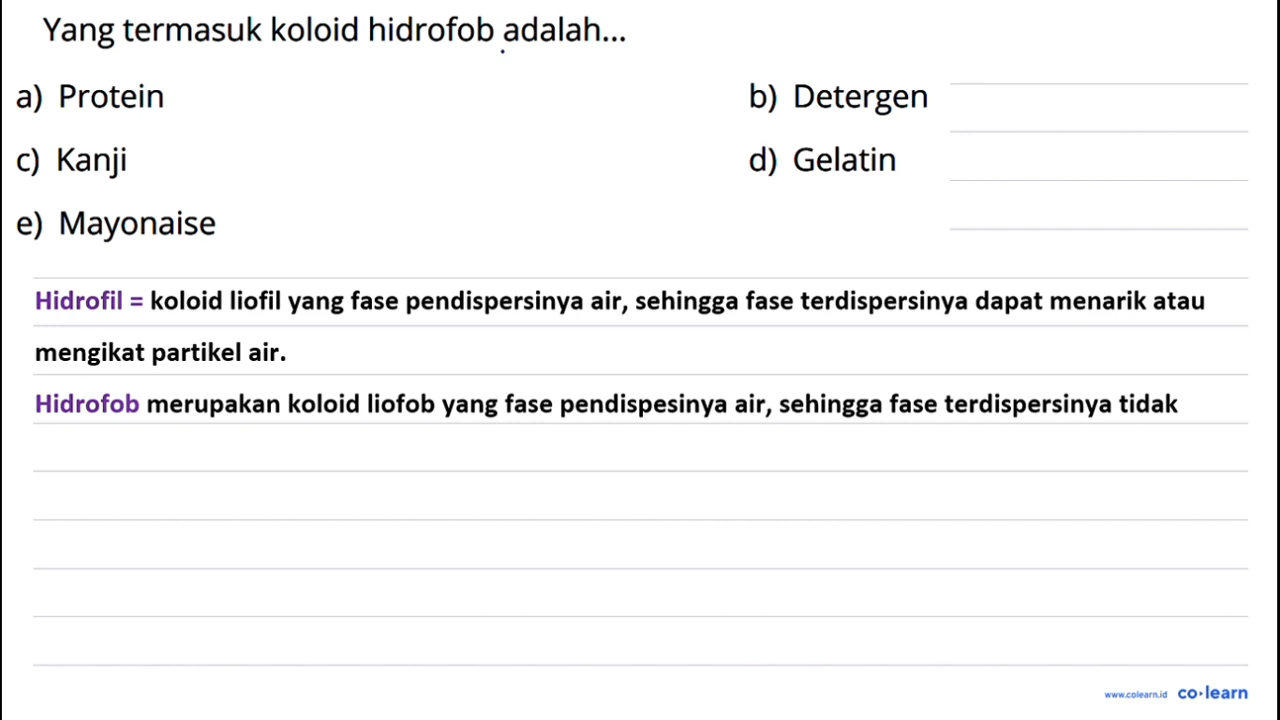 Yang termasuk koloid hidrofob adalah...
a) Protein
b) Detergen
c) Kanji
d) Gelatin
e) Mayonaise
Hidrofil = koloid liofil yang fase pendispersinya air, sehingga fase terdispersinya dapat menarik atau
mengikat partikel air.
Hidrofob merupakan koloid liofob yang fase pendispesinya air, sehingga fase terdispersinya tidak
www.colearn.id co·learn